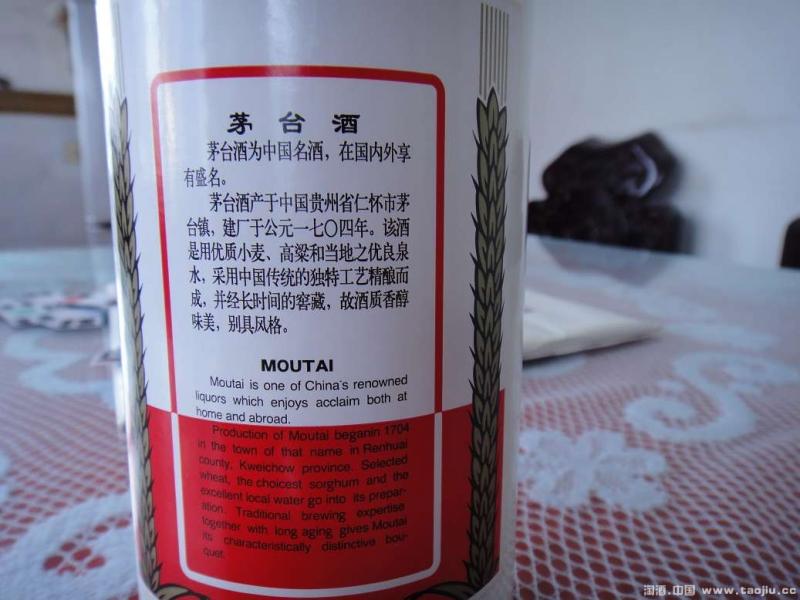 茅台酒
茅台酒为中国名酒，在国内外享
有盛名。
茅台酒产于中国贵州省仁怀市茅
台镇，建厂于公元一七〇四年。该酒
是用优质小麦、高粱和当地之优良泉
水，采用中国传统的独特工艺精酿而
成，并经长时间的窖藏，故酒质香醇
味美，别具风格。
MOUTAI
Moutai is one of China's renowned
liquors which enjoys acclaim both at
home and abroad.
Production of Moutai beganin 1704
in the town of that name in Renhuai
county, Kweichow province. Selected
wheat, the choicest sorghum and the
excellent local water go into its prepar-
ation. Traditional brewing expertise
together with long aging gives Moutai
its characteristically distinctive bou-
quet.
淘酒.中国 www.taojiu.cc